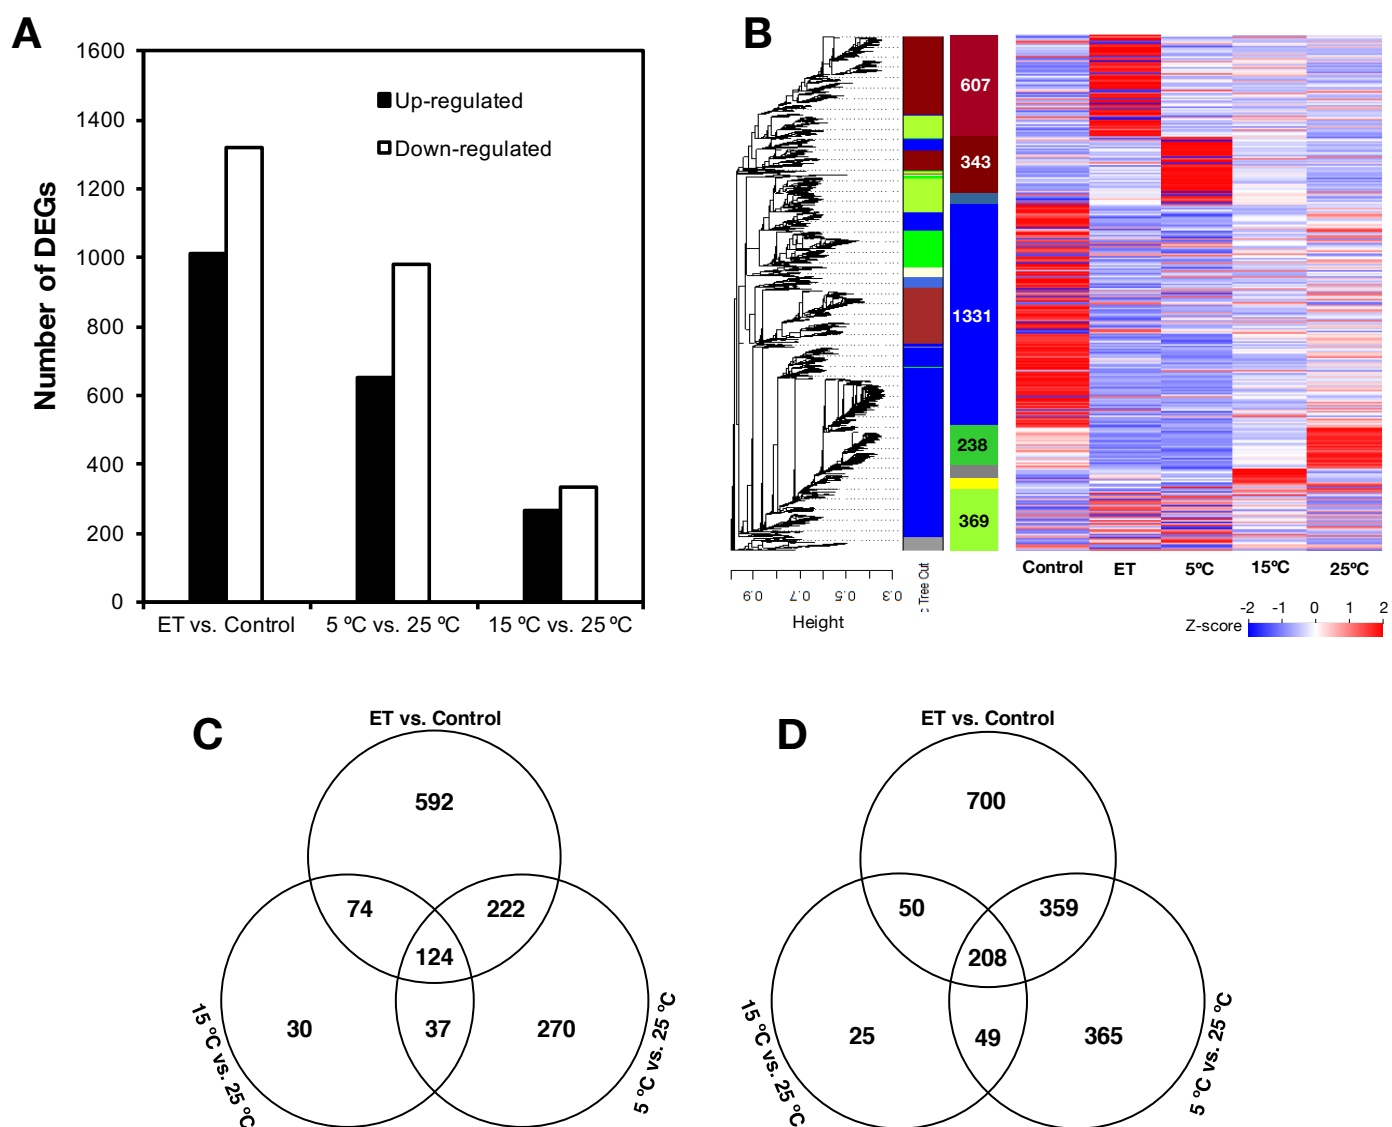 A
1600
1400
1200
1000
800
600
400
200
0
Number of DEGs
Up-regulated
Down-regulated
ET vs. Control
5 ºC vs. 25 ºC
15 ºC vs. 25 ºC
B
607
343
1331
238
369
0.9
0.7
0.5
0.3
Height
Tree Cut
Control
ET
5ºC
15ºC
25ºC
Z-score
-2 -1 0 1 2
C
ET vs. Control
592
74
222
124
30
37
270
15 ºC vs. 25 ºC
5 ºC vs. 25 ºC
D
ET vs. Control
700
50
359
208
25
49
365
15 ºC vs. 25 ºC
5 ºC vs. 25 ºC